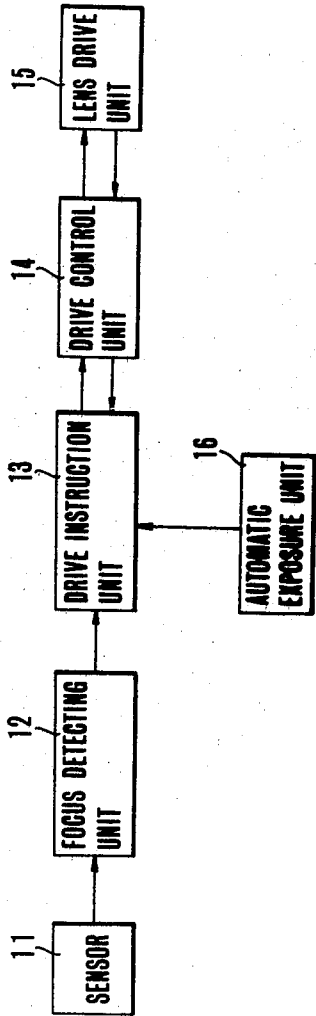 11
SENSOR
12
FOCUS DETECTING
UNIT
13
DRIVE INSTRUCTION
UNIT
14
DRIVE CONTROL
UNIT
15
LENS DRIVE
UNIT
16
AUTOMATIC
EXPOSURE UNIT